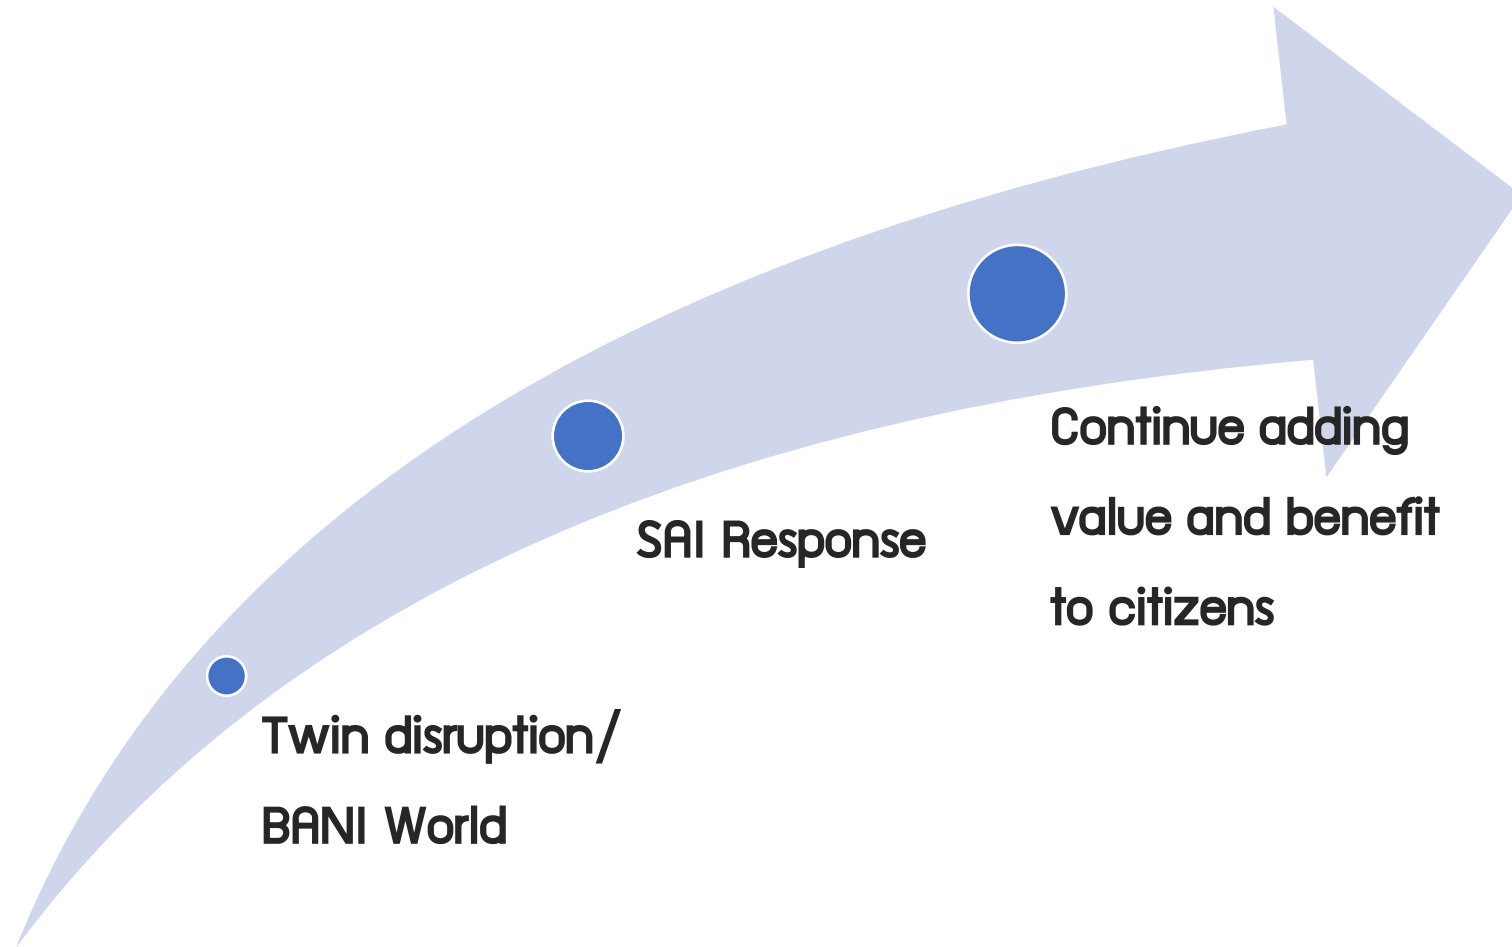 Continue adding
value and benefit
to citizens
SAI Response
Twin disruption/
BANI World